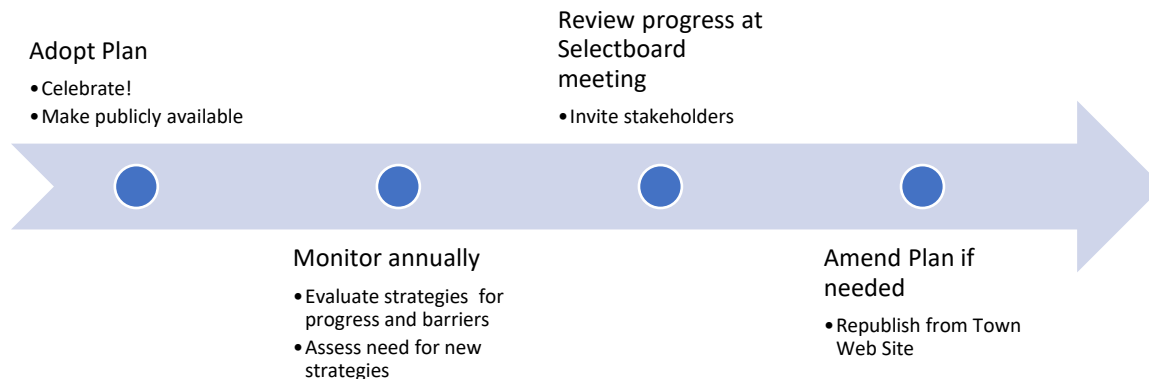 Adopt Plan
•Celebrate!
•Make publicly available
Monitor annually
•Evaluate strategies for
progress and barriers
•Assess need for new
strategies
Review progress at
Selectboard
meeting
•Invite stakeholders
Amend Plan if
needed
•Republish from Town
Web Site